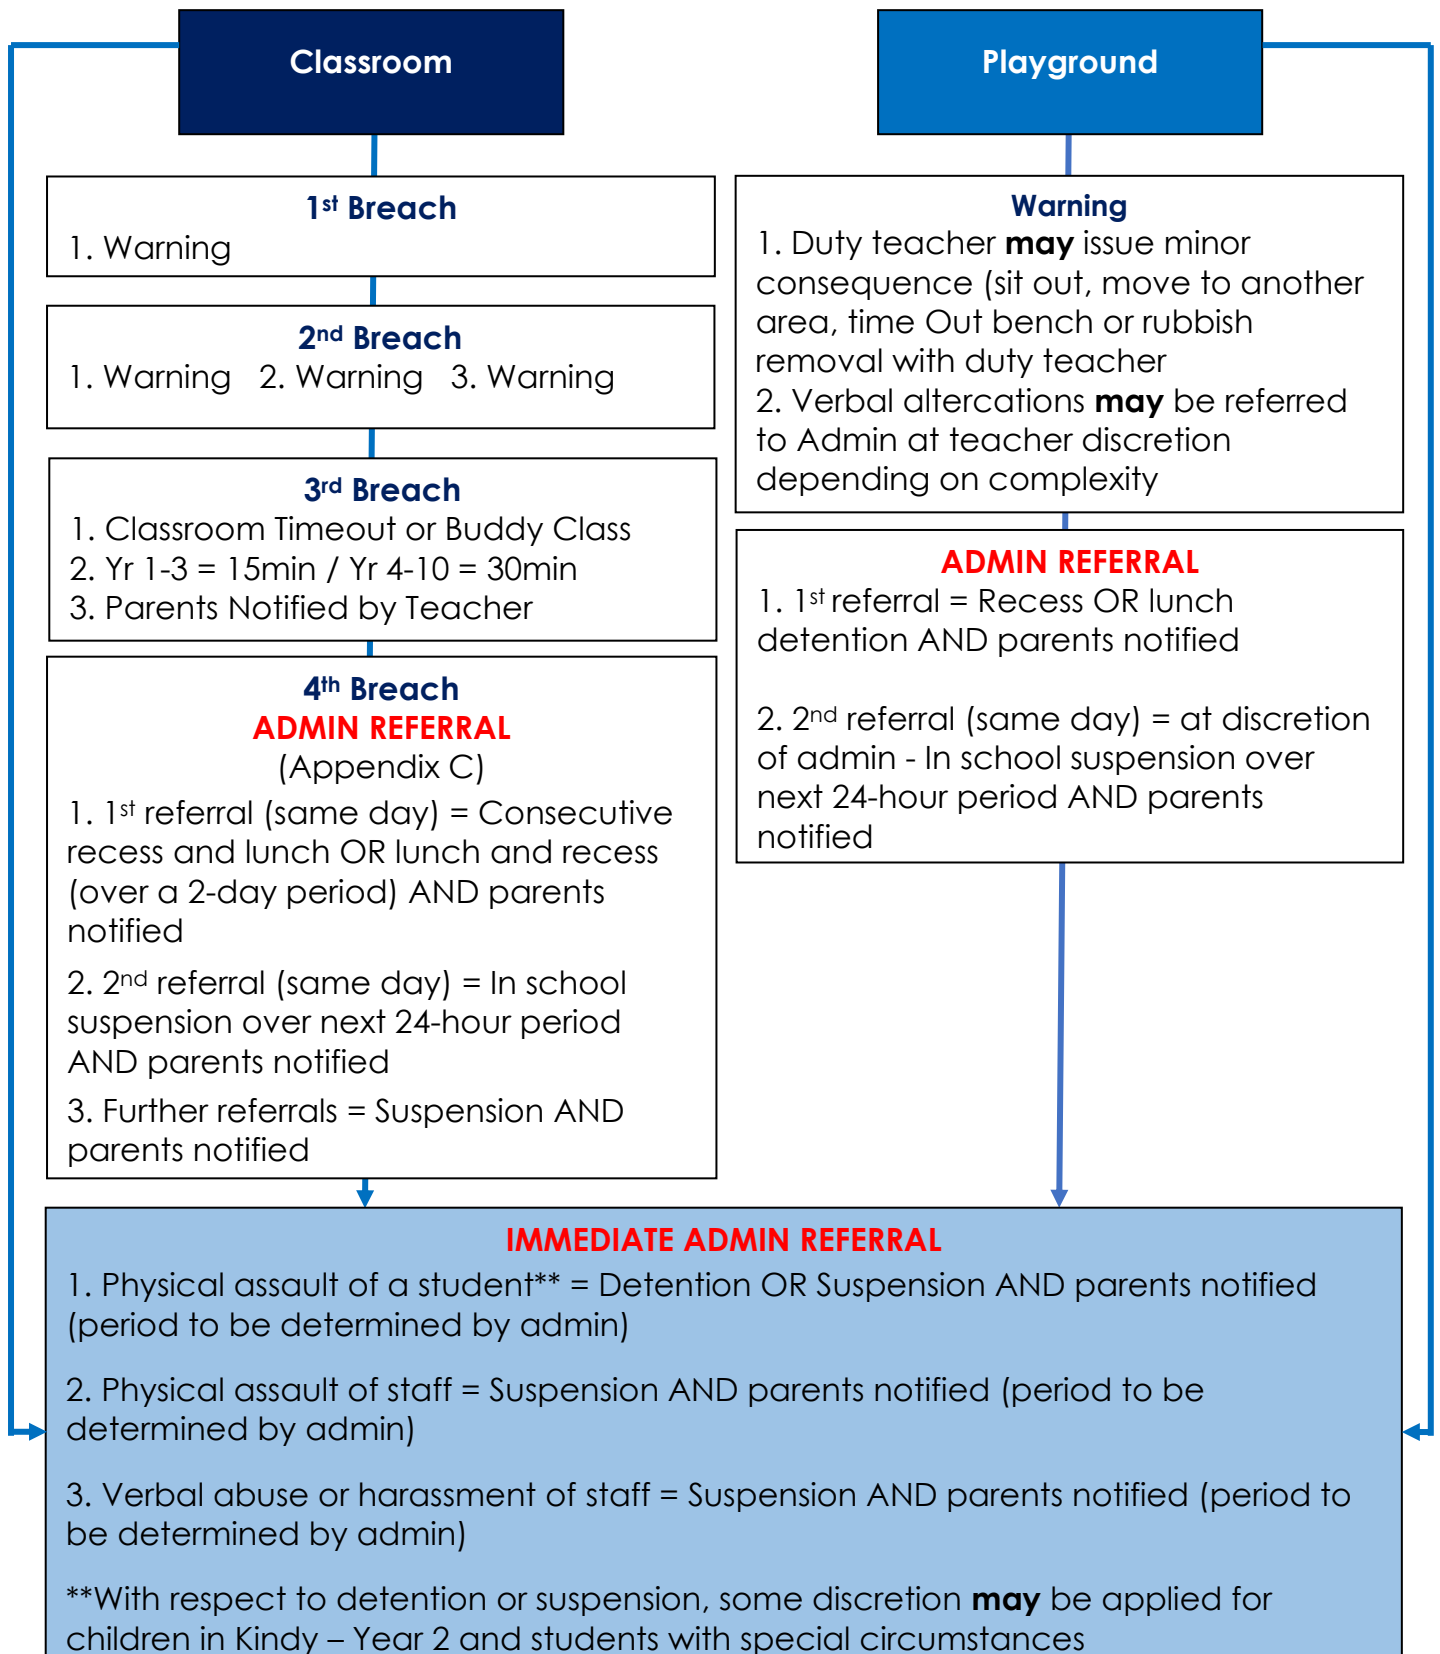 Classroom
Playground
1st Breach
1. Warning
2nd Breach
1. Warning   2. Warning   3. Warning
3rd Breach
1. Classroom Timeout or Buddy Class
2. Yr 1-3 = 15min / Yr 4-10 = 30min
3. Parents Notified by Teacher
4th Breach
ADMIN REFERRAL
(Appendix C)
1. 1st referral (same day) = Consecutive
recess and lunch OR lunch and recess
(over a 2-day period) AND parents
notified
2. 2nd referral (same day) = In school
suspension over next 24-hour period
AND parents notified
3. Further referrals = Suspension AND
parents notified
Warning
1. Duty teacher may issue minor
consequence (sit out, move to another
area, time Out bench or rubbish
removal with duty teacher
2. Verbal altercations may be referred
to Admin at teacher discretion
depending on complexity
ADMIN REFERRAL
1. 1st referral = Recess OR lunch
detention AND parents notified
2. 2nd referral (same day) = at discretion
of admin - In school suspension over
next 24-hour period AND parents
notified
IMMEDIATE ADMIN REFERRAL
1. Physical assault of a student** = Detention OR Suspension AND parents notified
(period to be determined by admin)
2. Physical assault of staff = Suspension AND parents notified (period to be
determined by admin)
3. Verbal abuse or harassment of staff = Suspension AND parents notified (period to
be determined by admin)
**With respect to detention or suspension, some discretion may be applied for
children in Kindy – Year 2 and students with special circumstances